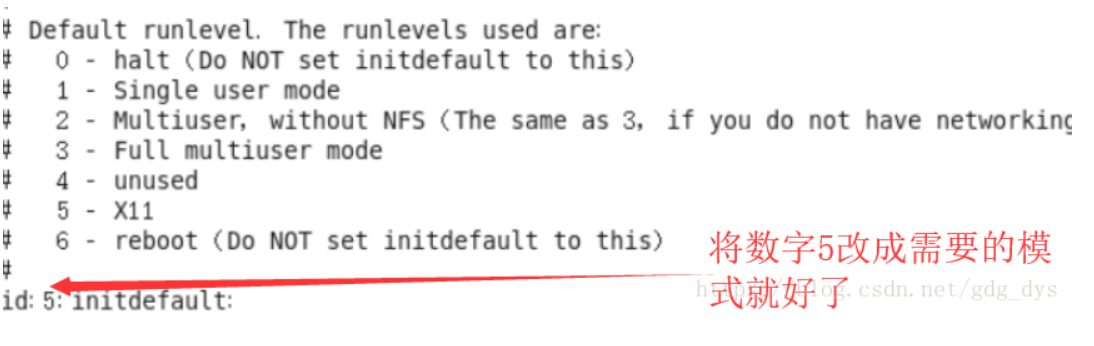 # Default runlevel. The runlevels used are:
#   0 - halt (Do NOT set initdefault to this)
#   1 - Single user mode
#   2 - Multiuser, without NFS (The same as 3, if you do not have networking
#   3 - Full multiuser mode
#   4 - unused
#   5 - X11
#   6 - reboot (Do NOT set initdefault to this)
#
id:5:initdefault:
将数字5改成需要的模
式就好了
blog.csdn.net/gdg_dys